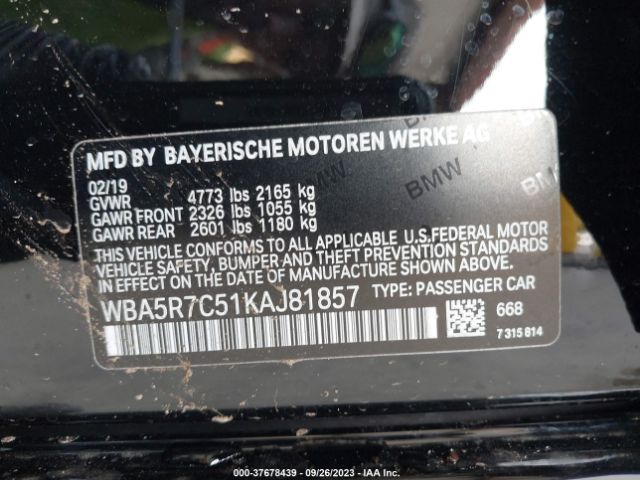 MFD BY BAYERISCHE MOTOREN WERKE AG
02/19
GVWR 4773 lbs 2165 kg
GAWR FRONT 2326 lbs 1055 kg
GAWR REAR 2601 lbs 1180 kg
BMW
BMW
THIS VEHICLE CONFORMS TO ALL APPLICABLE U.S.FEDERAL MOTOR
VEHICLE SAFETY, BUMPER AND THEFT PREVENTION STANDARDS
IN EFFECT ON THE DATE OF MANUFACTURE SHOWN ABOVE.
WBA5R7C51KAJ81857 TYPE: PASSENGER CAR
668
7 315 814
000-37678439 - 09/26/2023 - IAA Inc.